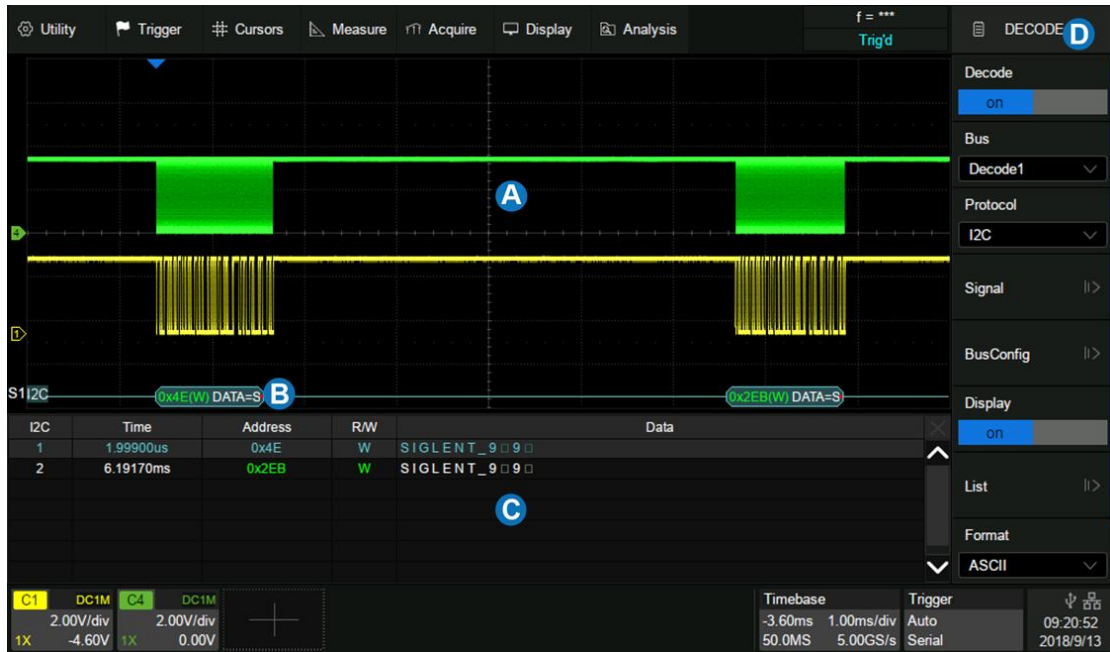 Utility Trigger Cursors Measure Acquire Display Analysis f = *** DECODE D
Trig'd
Decode
on
Bus
Decode1
Protocol
I2C
Signal
BusConfig
Display
on
List
Format
ASCII
A
4
1
S1 I2C 0x4E(W) DATA=S B 0x2EB(W) DATA=S
I2C Time Address R/W Data
1 1.99900us 0x4E W SIGLENT_9□9□
2 6.19170ms 0x2EB W SIGLENT_9□9□
C
C1 DC1M C4 DC1M Timebase Trigger
2.00V/div 2.00V/div -3.60ms 1.00ms/div Auto 09:20:52
1X -4.60V 1X 0.00V 50.0MS 5.00GS/s Serial 2018/9/13